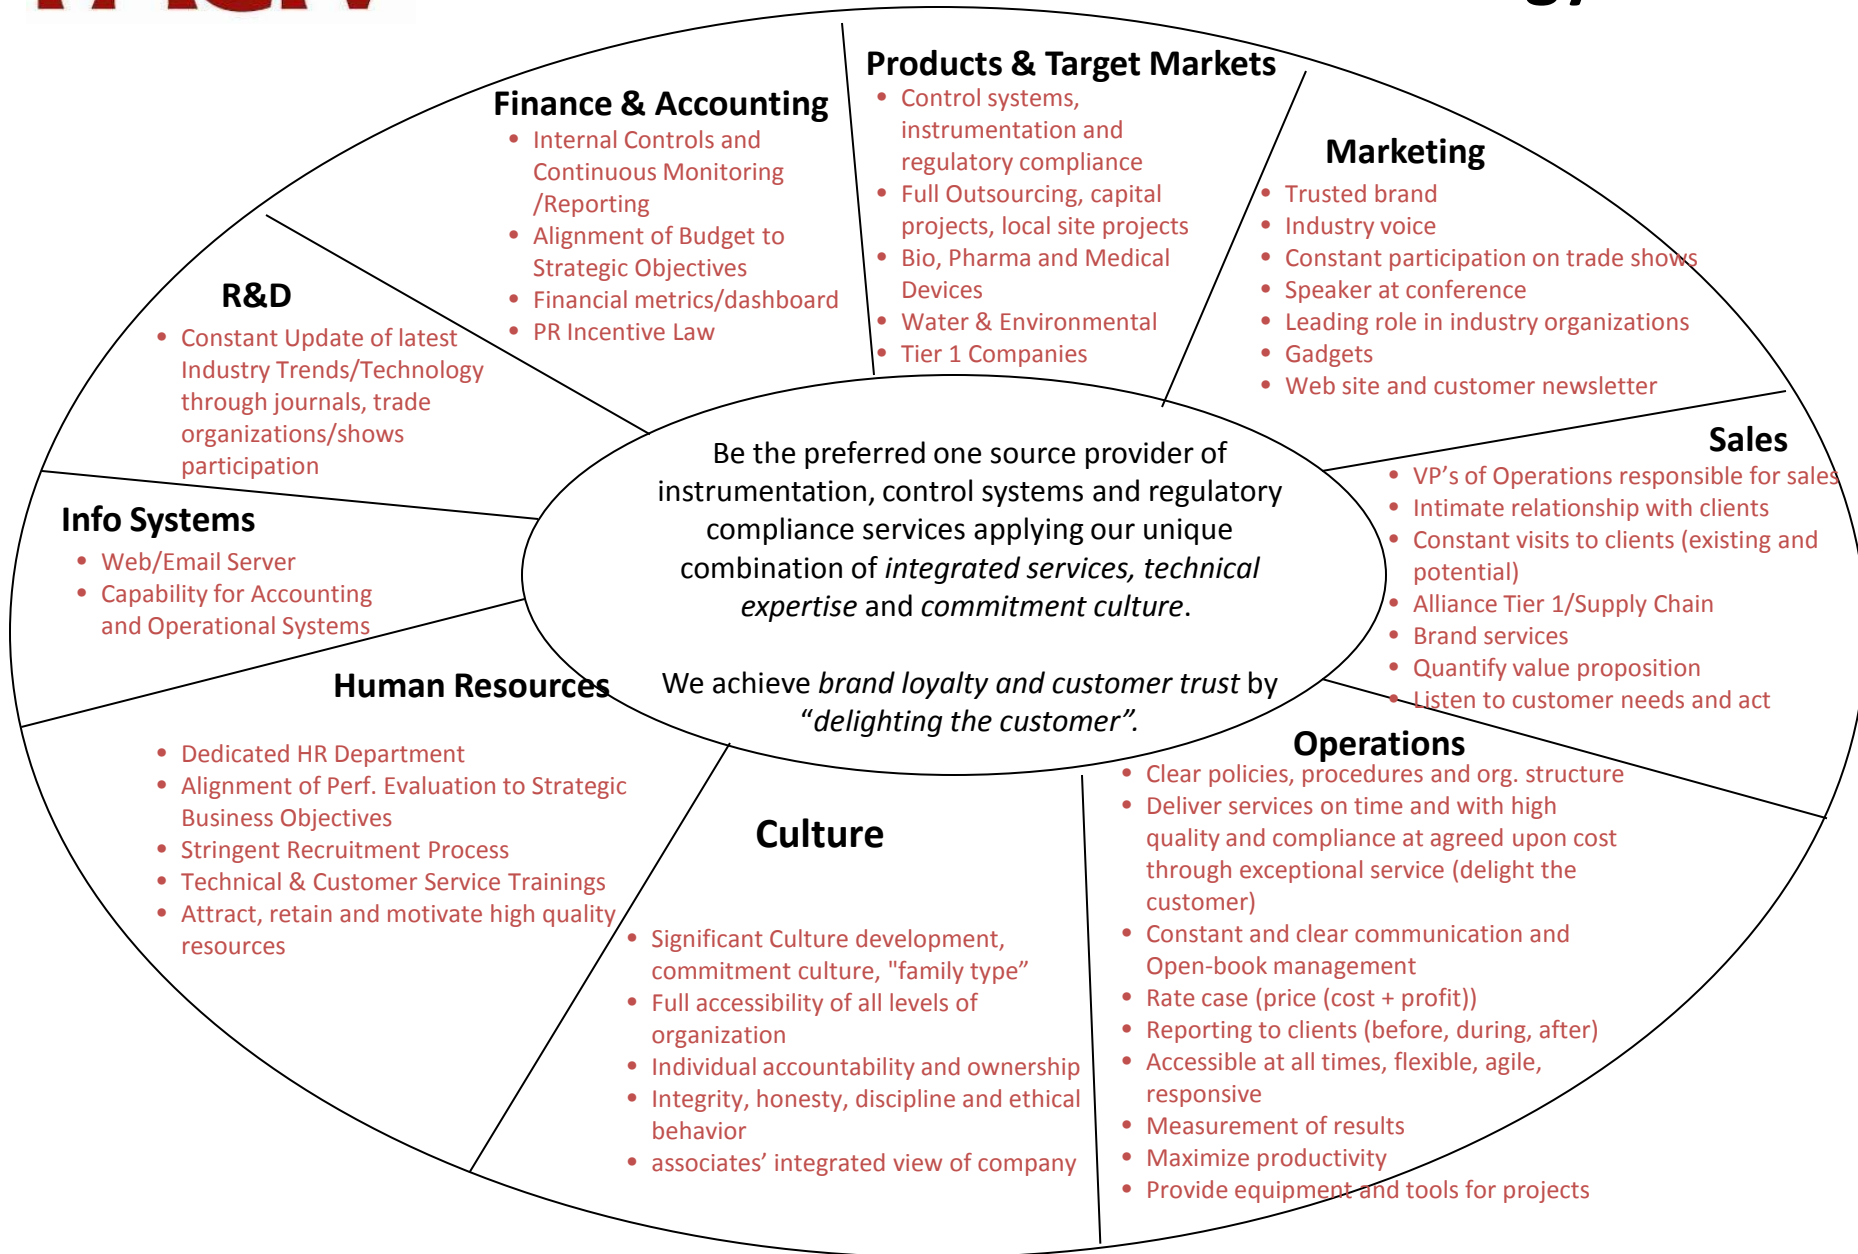 Products & Target Markets
• Control systems,
instrumentation and
regulatory compliance
• Full Outsourcing, capital
projects, local site projects
• Bio, Pharma and Medical
Devices
• Water & Environmental
• Tier 1 Companies
Finance & Accounting
• Internal Controls and
Continuous Monitoring
/Reporting
• Alignment of Budget to
Strategic Objectives
• Financial metrics/dashboard
• PR Incentive Law
Marketing
• Trusted brand
• Industry voice
• Constant participation on trade shows
• Speaker at conference
• Leading role in industry organizations
• Gadgets
• Web site and customer newsletter
R&D
• Constant Update of latest
Industry Trends/Technology
through journals, trade
organizations/shows
participation
Be the preferred one source provider of
instrumentation, control systems and regulatory
compliance services applying our unique
combination of integrated services, technical
expertise and commitment culture.
We achieve brand loyalty and customer trust by
“delighting the customer”.
Sales
• VP’s of Operations responsible for sales
• Intimate relationship with clients
• Constant visits to clients (existing and
potential)
• Alliance Tier 1/Supply Chain
• Brand services
• Quantify value proposition
• Listen to customer needs and act
Info Systems
• Web/Email Server
• Capability for Accounting
and Operational Systems
Human Resources
• Dedicated HR Department
• Alignment of Perf. Evaluation to Strategic
Business Objectives
• Stringent Recruitment Process
• Technical & Customer Service Trainings
• Attract, retain and motivate high quality
resources
Culture
• Significant Culture development,
commitment culture, "family type”
• Full accessibility of all levels of
organization
• Individual accountability and ownership
• Integrity, honesty, discipline and ethical
behavior
• associates’ integrated view of company
Operations
• Clear policies, procedures and org. structure
• Deliver services on time and with high
quality and compliance at agreed upon cost
through exceptional service (delight the
customer)
• Constant and clear communication and
Open-book management
• Rate case (price (cost + profit))
• Reporting to clients (before, during, after)
• Accessible at all times, flexible, agile,
responsive
• Measurement of results
• Maximize productivity
• Provide equipment and tools for projects